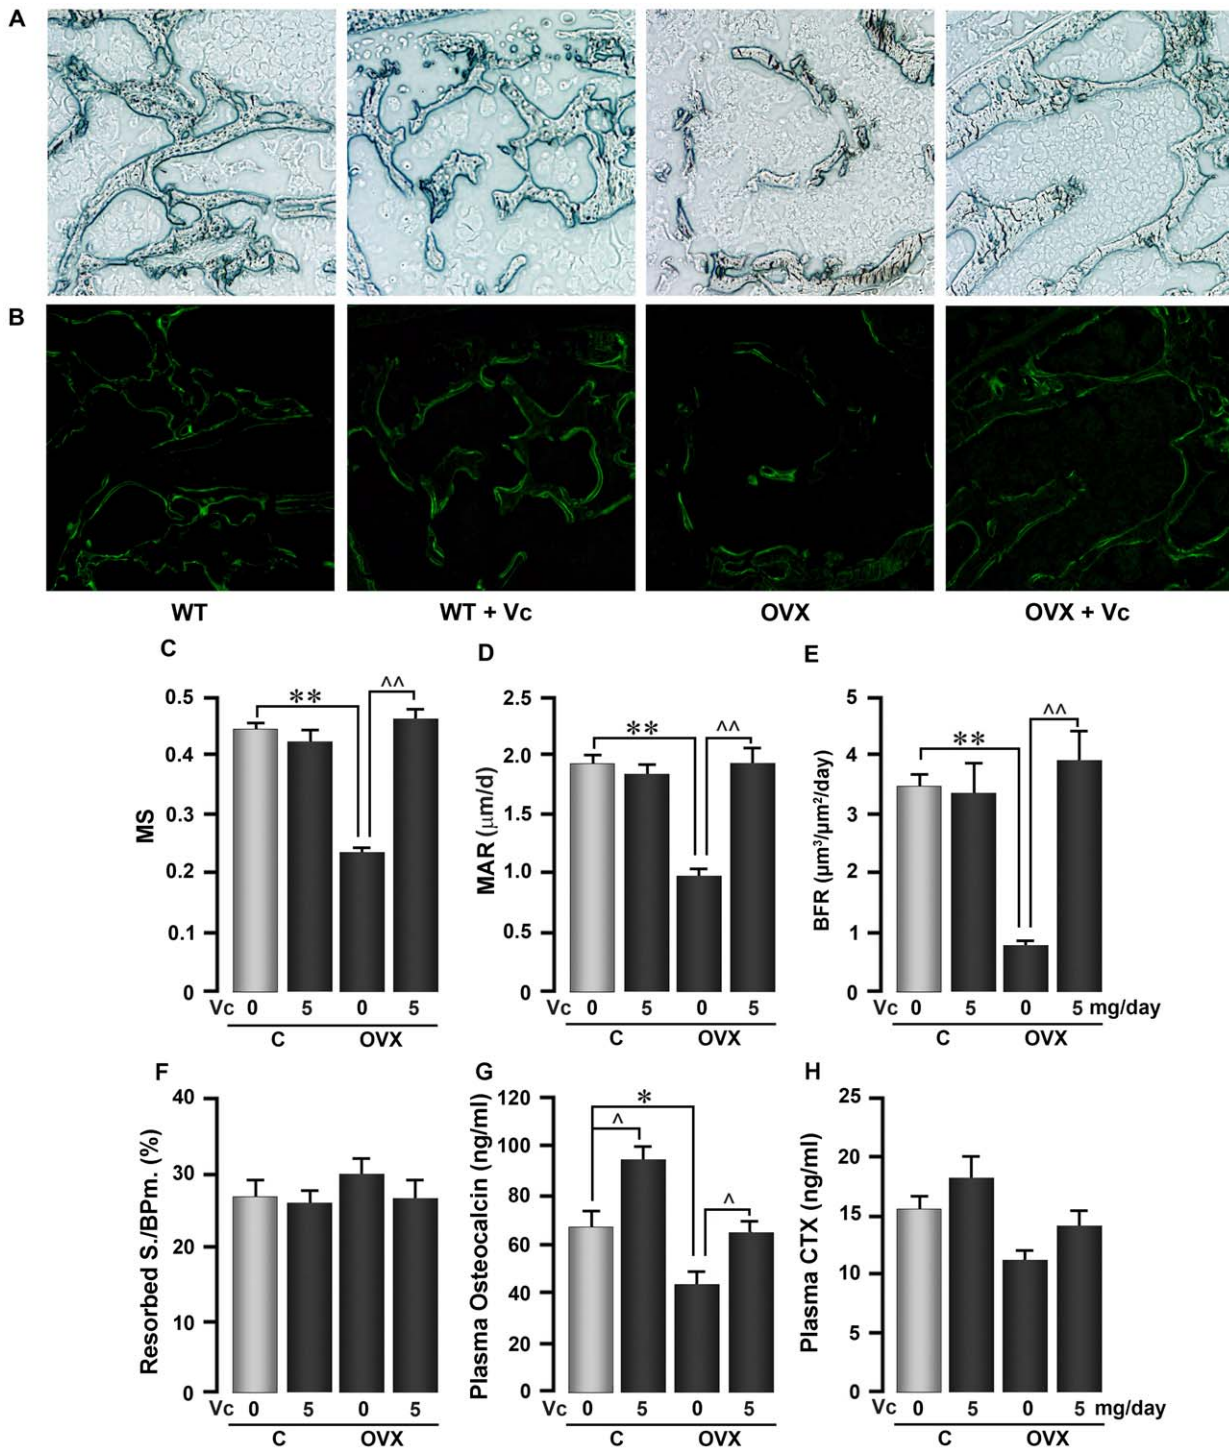 A
B
WT WT + Vc OVX OVX + Vc
C
MS
0.5
0.4
0.3
0.2
0.1
0
** ^^
Vc 0 5 0 5
C OVX
D
MAR (μm/d)
2.5
2.0
1.5
1.0
0.5
0
** ^^
Vc 0 5 0 5
C OVX
E
BFR (μm³/μm²/day)
5
4
3
2
1
0
** ^^
Vc 0 5 0 5 mg/day
C OVX
F
Resorbed S./BPm. (%)
40
30
20
10
0
Vc 0 5 0 5
C OVX
G
Plasma Osteocalcin (ng/ml)
120
100
80
60
40
20
0
*
^ ^
Vc 0 5 0 5
C OVX
H
Plasma CTX (ng/ml)
25
20
15
10
5
0
Vc 0 5 0 5 mg/day
C OVX